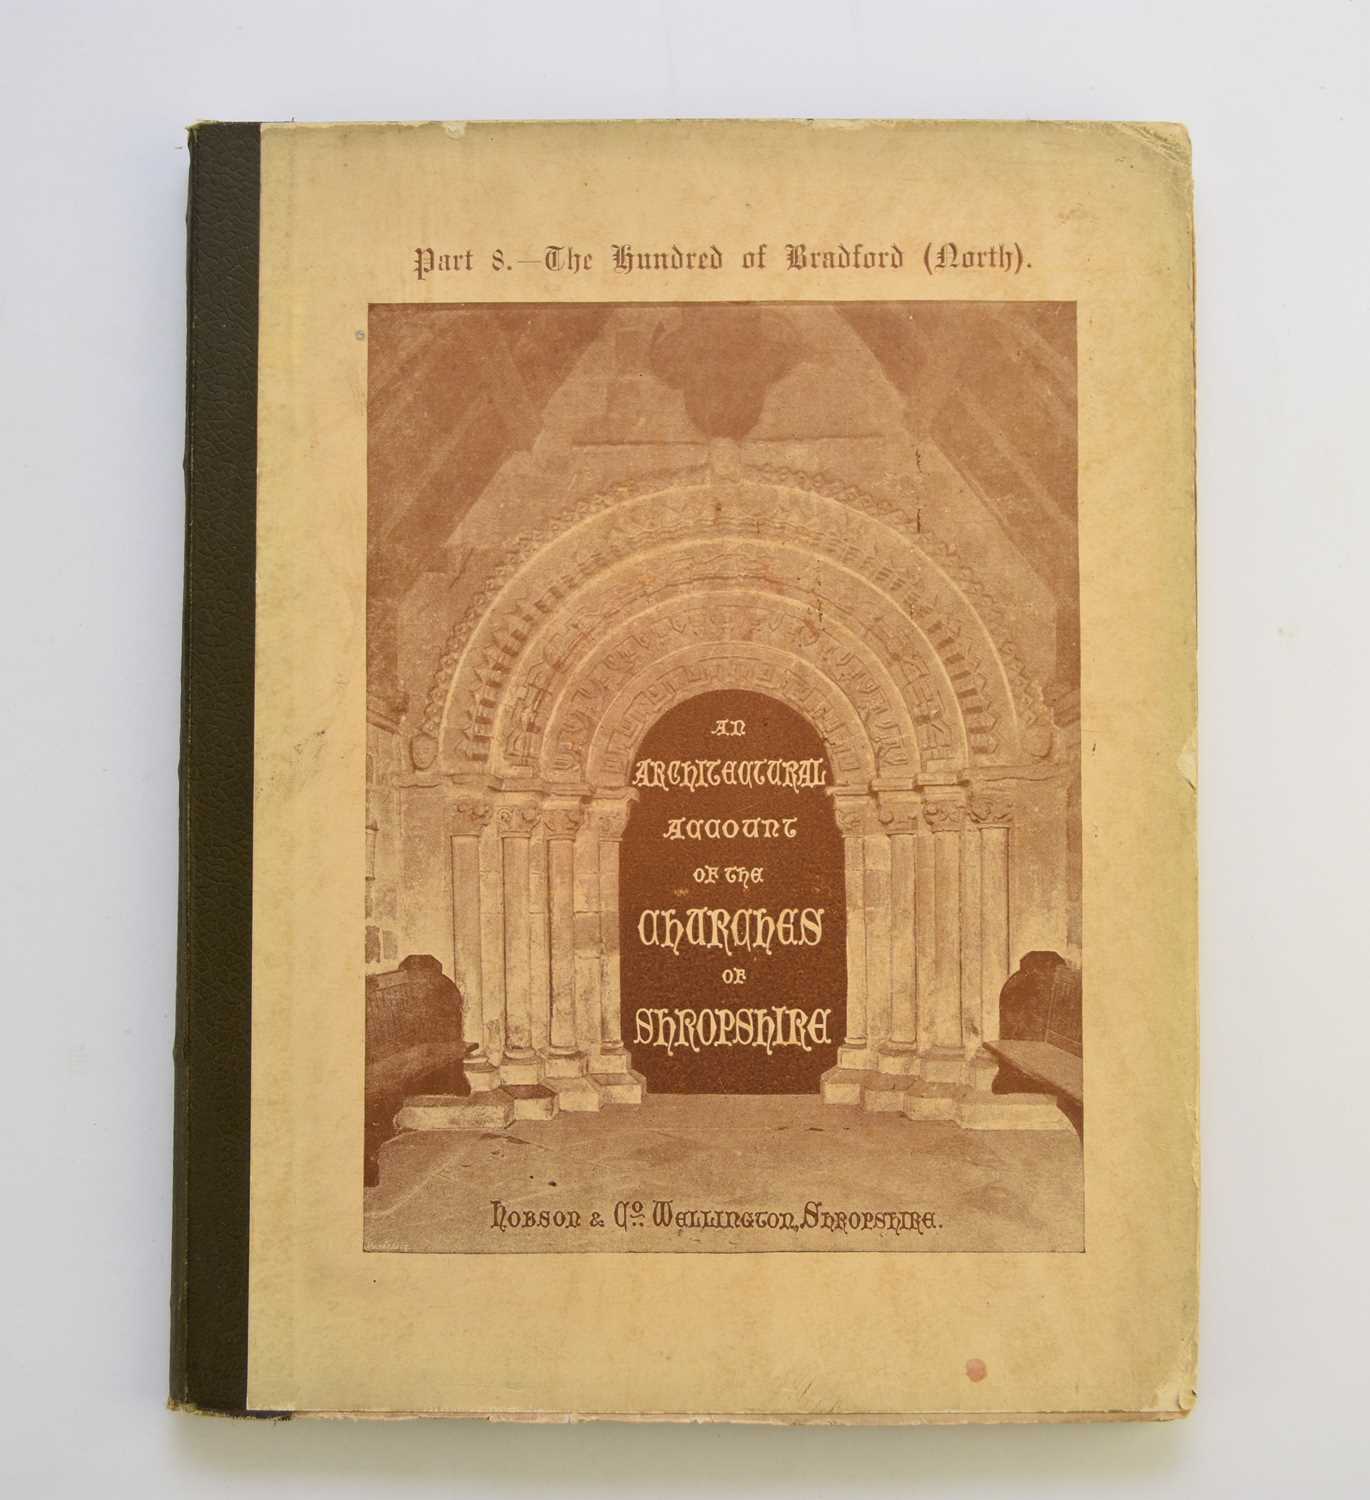 Part 8.—The Hundred of Bradford (North).
AN
ARCHITECTURAL
ACCOUNT
OF THE
CHURCHES
OF
SHROPSHIRE
HOBSON & Co. WELLINGTON, SHROPSHIRE.